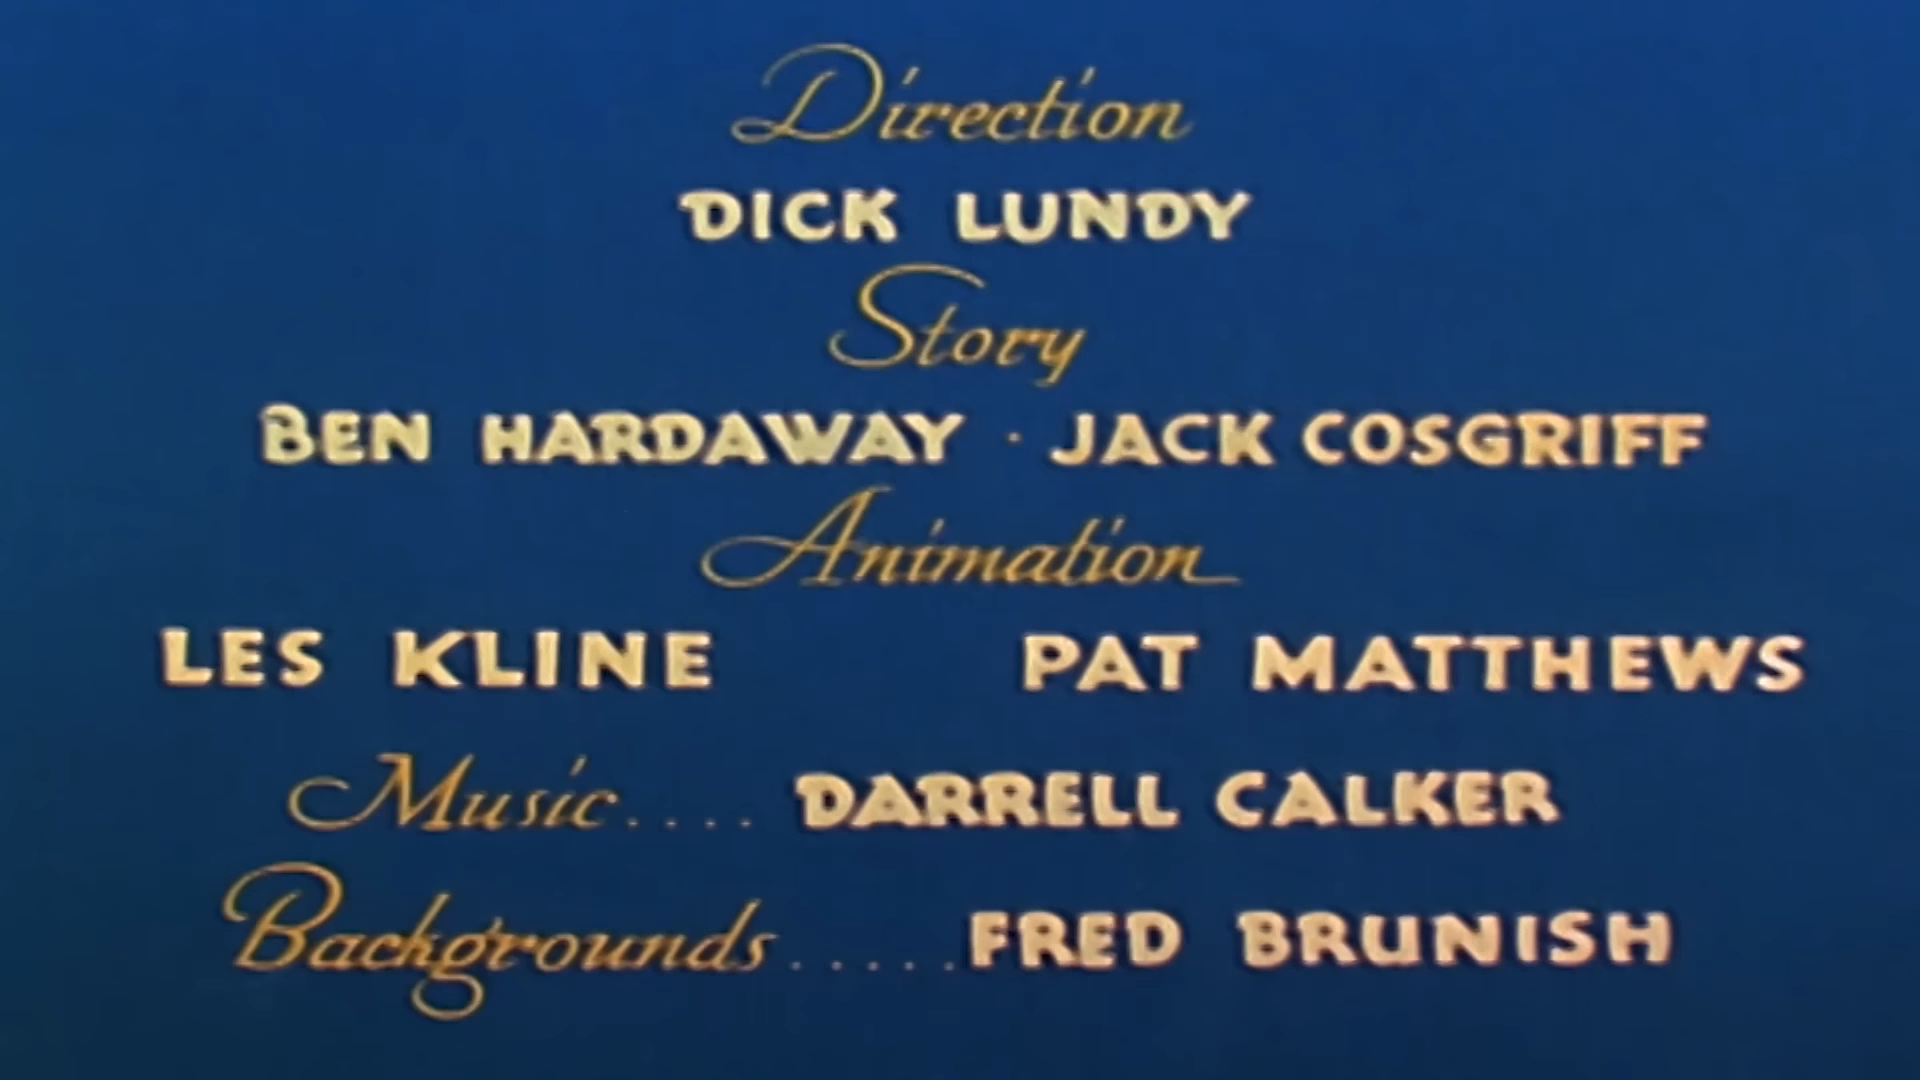 Direction
DICK LUNDY
Story
BEN HARDAWAY · JACK COSGRIFF
Animation
LES KLINE PAT MATTHEWS
Music.... DARRELL CALKER
Backgrounds.....FRED BRUNISH